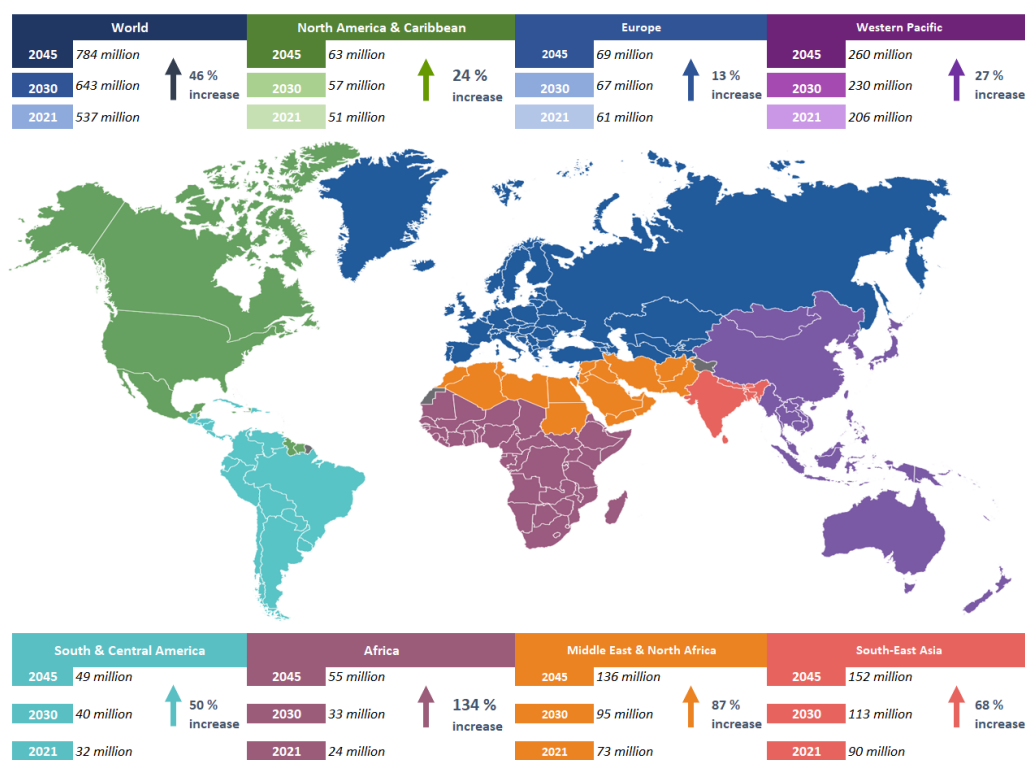 World
2045 784 million
2030 643 million
2021 537 million
46 %
increase
North America & Caribbean
2045 63 million
2030 57 million
2021 51 million
24 %
increase
Europe
2045 69 million
2030 67 million
2021 61 million
13 %
increase
Western Pacific
2045 260 million
2030 230 million
2021 206 million
27 %
increase
South & Central America
2045 49 million
2030 40 million
2021 32 million
50 %
increase
Africa
2045 55 million
2030 33 million
2021 24 million
134 %
increase
Middle East & North Africa
2045 136 million
2030 95 million
2021 73 million
87 %
increase
South-East Asia
2045 152 million
2030 113 million
2021 90 million
68 %
increase